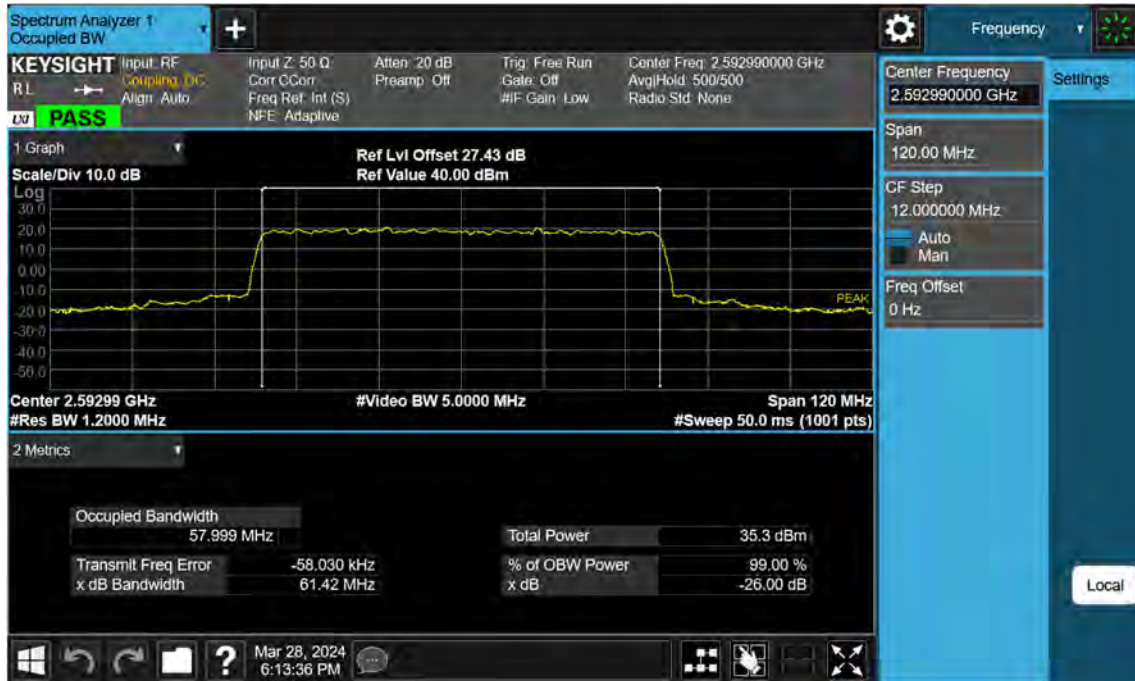 Spectrum Analyzer 1
Occupied BW
+
Frequency
KEYSIGHT Input: RF Input Z: 50 Ω Atten: 20 dB Trig: Free Run Center Freq: 2.592990000 GHz
RL Coupling: DC Corr CCorr Preamp: Off Gate: Off Avg|Hold: 500/500
Align: Auto Freq Ref: Int (S) #IF Gain: Low Radio Std: None
LXI PASS NFE: Adaptive
Center Frequency
2.592990000 GHz
Settings
Span
120.00 MHz
CF Step
12.000000 MHz
Auto
Man
Freq Offset
0 Hz
Local
1 Graph
Ref Lvl Offset 27.43 dB
Scale/Div 10.0 dB Ref Value 40.00 dBm
Log
30.0
20.0
10.0
0.00
-10.0
-20.0
-30.0
-40.0
-50.0
PEAK
Center 2.59299 GHz #Video BW 5.0000 MHz Span 120 MHz
#Res BW 1.2000 MHz #Sweep 50.0 ms (1001 pts)
2 Metrics
Occupied Bandwidth
57.999 MHz Total Power 35.3 dBm
Transmit Freq Error -58.030 kHz % of OBW Power 99.00 %
x dB Bandwidth 61.42 MHz x dB -26.00 dB
?
Mar 28, 2024
6:13:36 PM